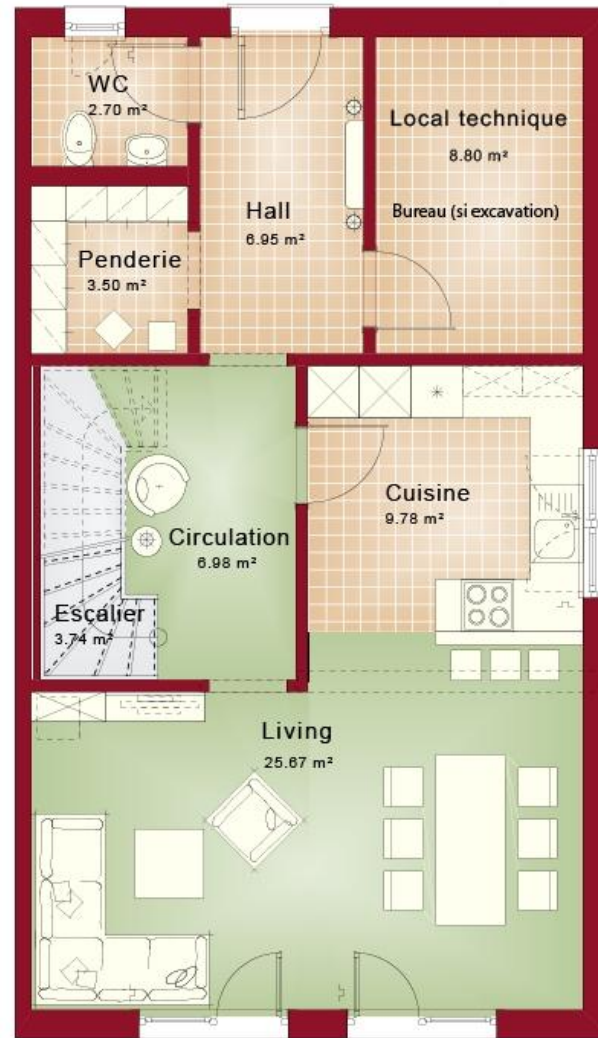 WC
2.70 m²
Local technique
8.80 m²
Bureau (si excavation)
Hall
6.95 m²
Penderie
3.50 m²
Cuisine
9.78 m²
Circulation
6.98 m²
Escalier
3.74 m²
Living
25.67 m²